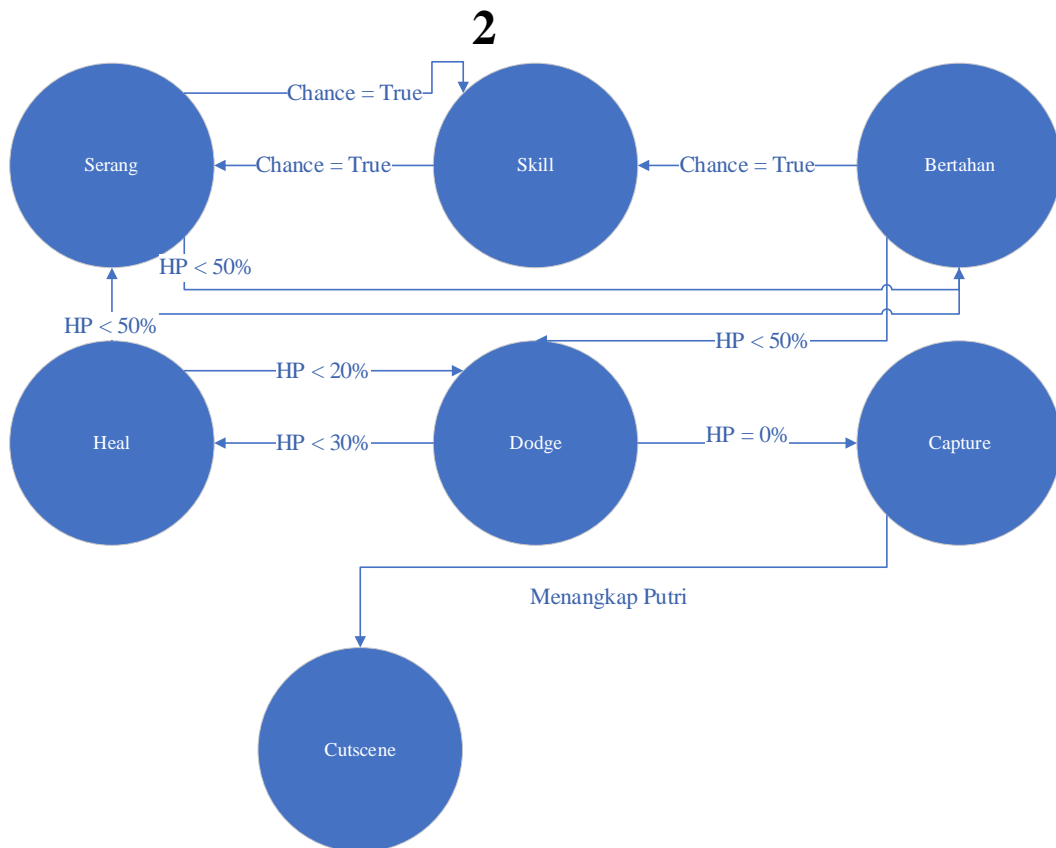 2
Chance = True
Serang
Chance = True
Skill
Chance = True
Bertahan
HP < 50%
HP < 50%
HP < 50%
HP < 20%
Heal
HP < 30%
Dodge
HP = 0%
Capture
Menangkap Putri
Cutscene